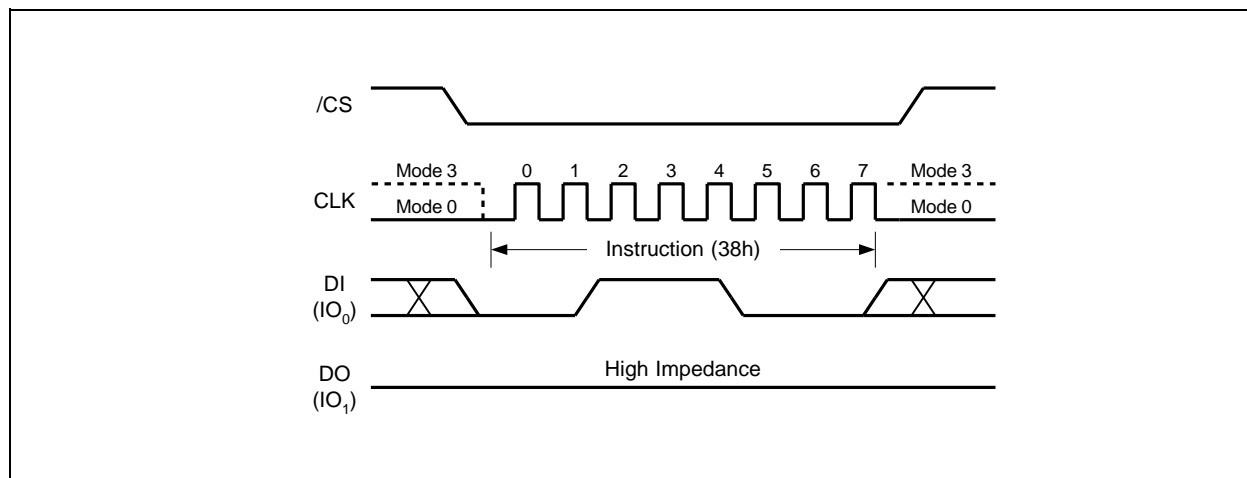 /CS
Mode 3 0 1 2 3 4 5 6 7 Mode 3
CLK
Mode 0 Mode 0
Instruction (38h)
DI
(IO0)
High Impedance
DO
(IO1)